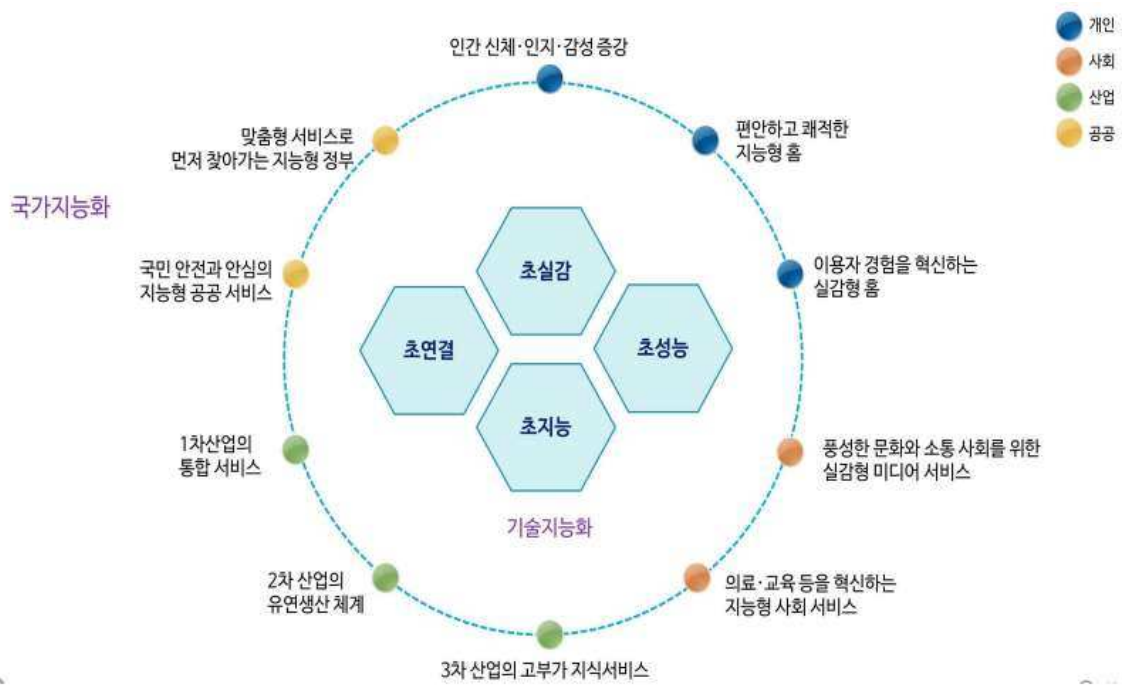 인간 신체·인지·감성 증강
개인
사회
산업
공공
맞춤형 서비스로
먼저 찾아가는 지능형 정부
편안하고 쾌적한
지능형 홈
국가지능화
국민 안전과 안심의
지능형 공공 서비스
초실감
이용자 경험을 혁신하는
실감형 홈
초연결
초성능
초지능
1차산업의
통합 서비스
풍성한 문화와 소통 사회를 위한
실감형 미디어 서비스
기술지능화
2차 산업의
유연생산 체계
의료·교육 등을 혁신하는
지능형 사회 서비스
3차 산업의 고부가 지식서비스